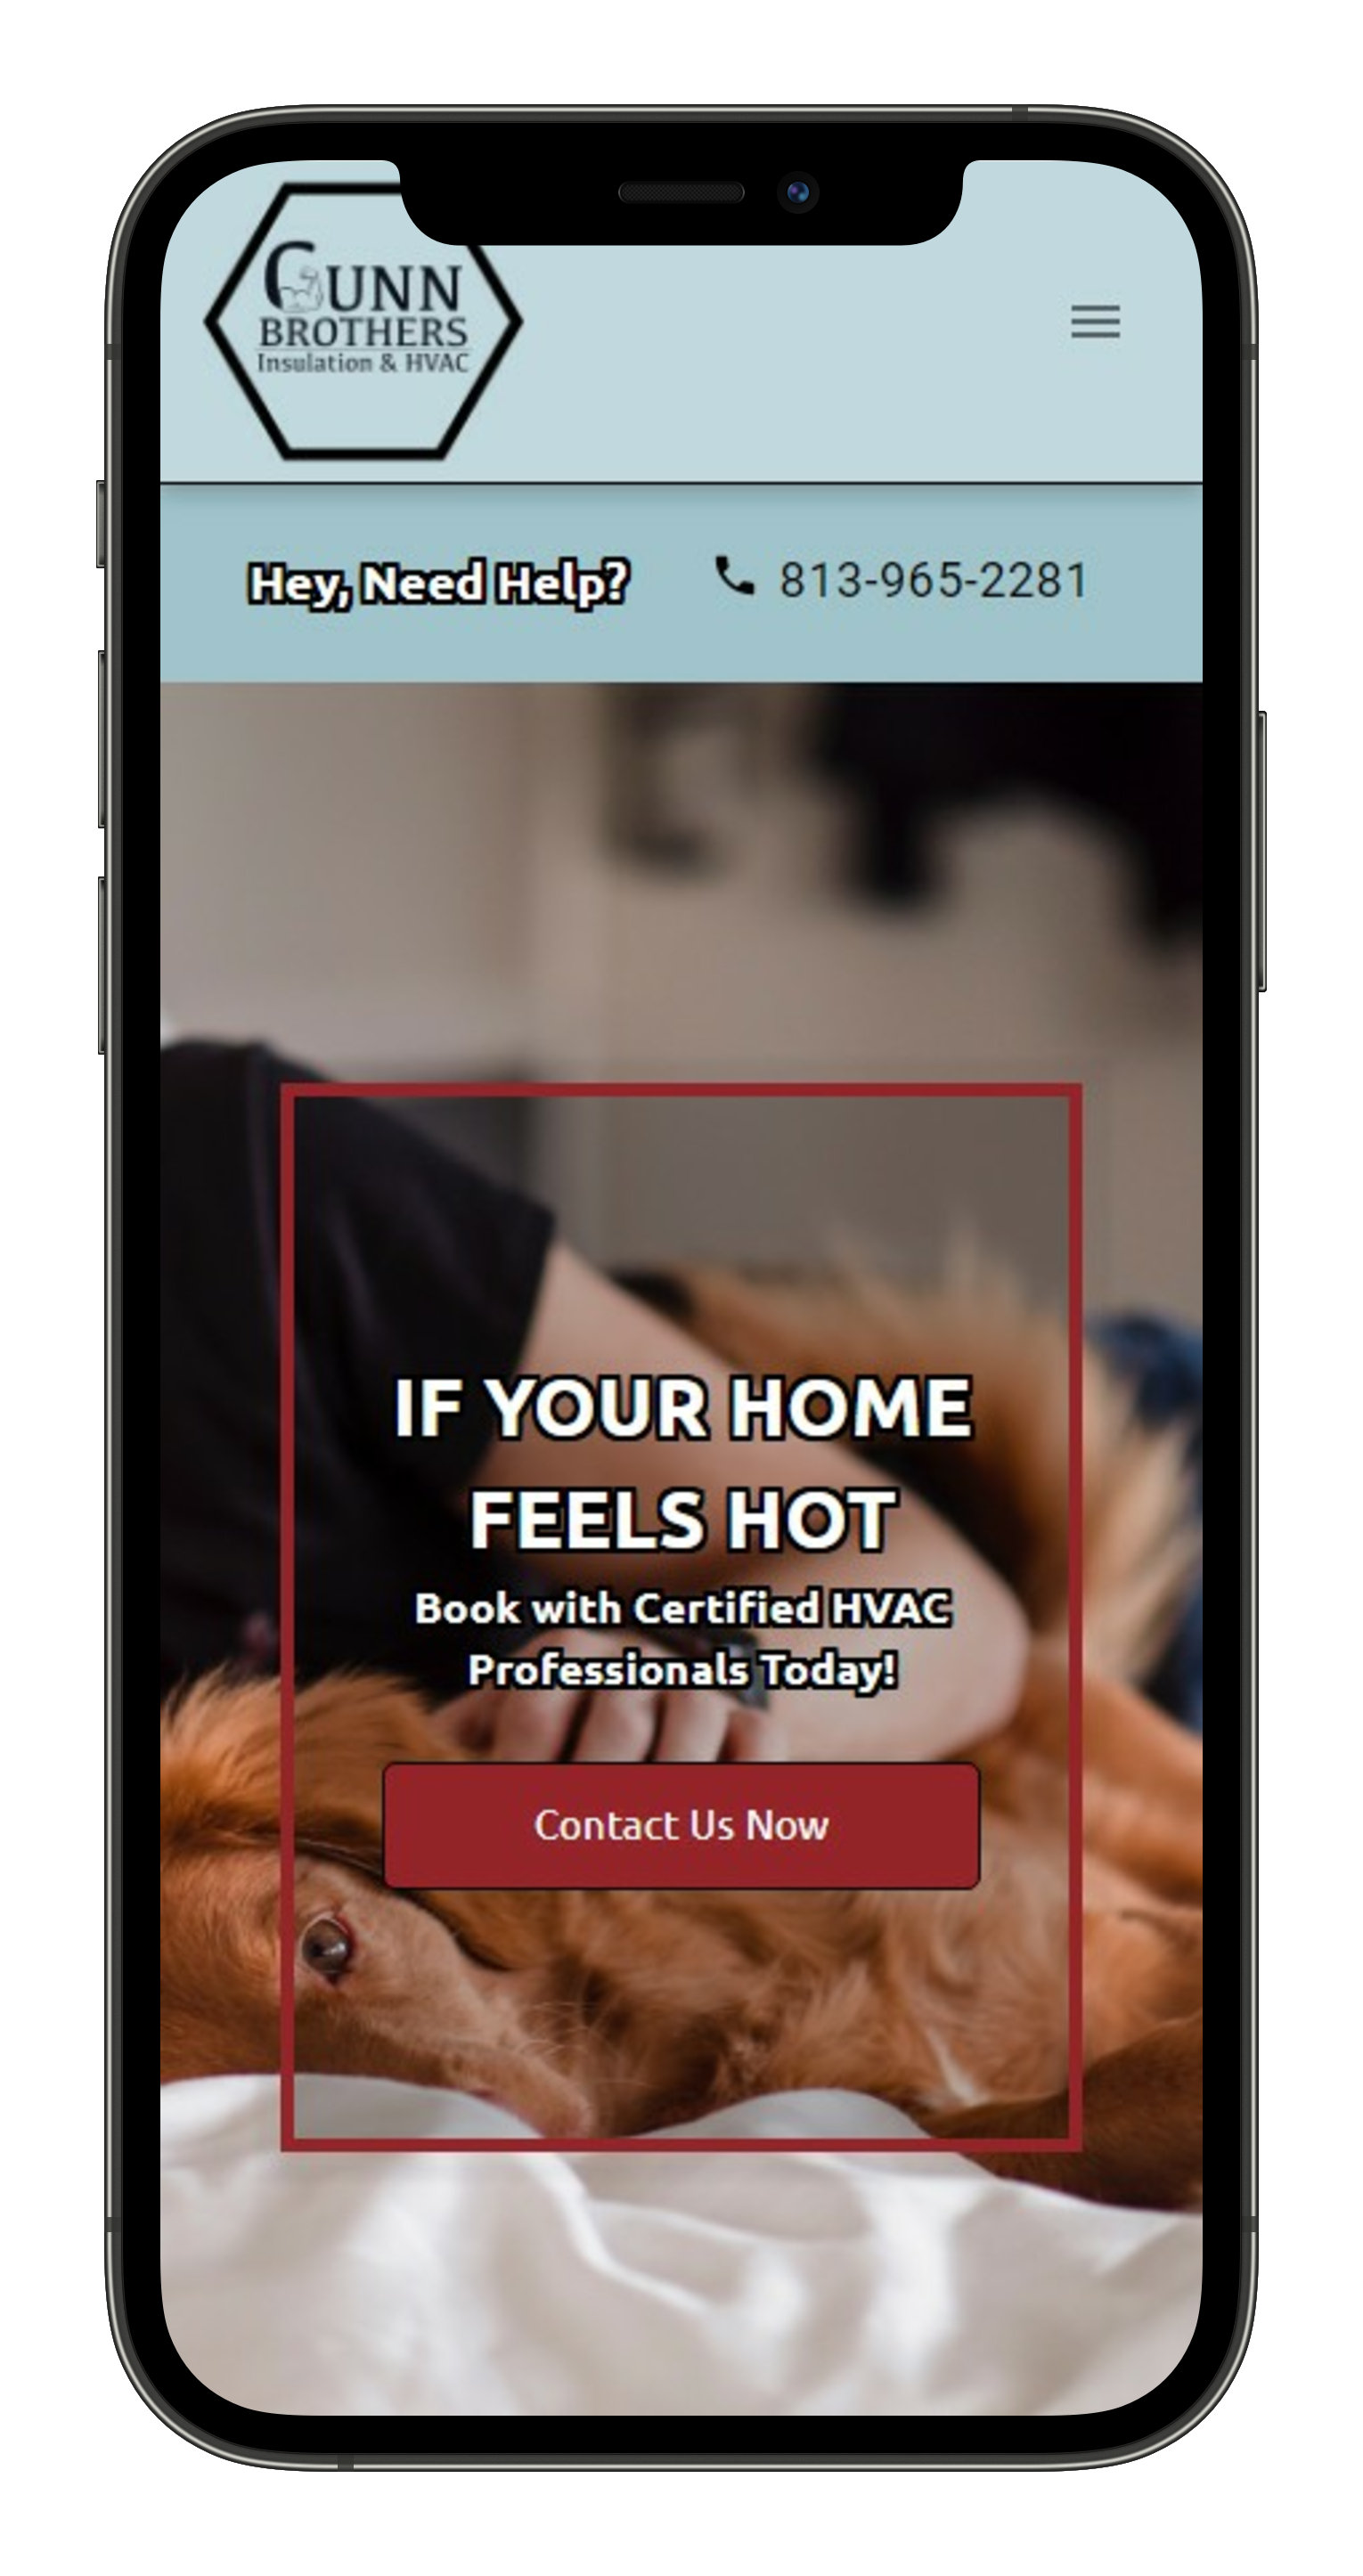 GUNN
BROTHERS
Insulation & HVAC
Hey, Need Help?
813-965-2281
IF YOUR HOME
FEELS HOT
Book with Certified HVAC
Professionals Today!
Contact Us Now